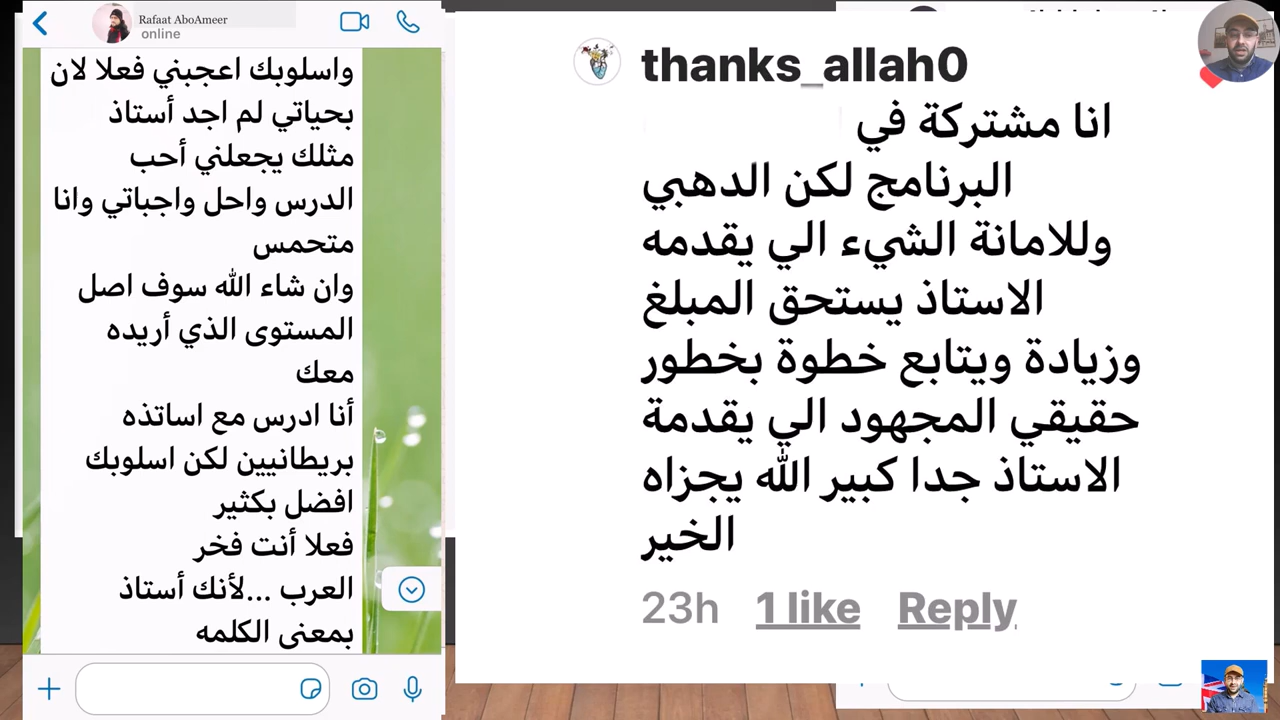 Rafaat AboAmeer
online
واسلوبك اعجبني فعلا لان
بحياتي لم اجد أستاذ
مثلك يجعلني أحب
الدرس واحل واجباتي وانا
متحمس
وان شاء الله سوف اصل
المستوى الذي أريده
معك
أنا ادرس مع اساتذه
بريطانيين لكن اسلوبك
افضل بكثير
فعلا أنت فخر
العرب ...لأنك أستاذ
بمعنى الكلمه
thanks_allah0
انا مشتركة في
البرنامج لكن الدهبي
وللامانة الشيء الي يقدمه
الاستاذ يستحق المبلغ
وزيادة ويتابع خطوة بخطور
حقيقي المجهود الي يقدمة
الاستاذ جدا كبير الله يجزاه
الخير
23h 1 like Reply